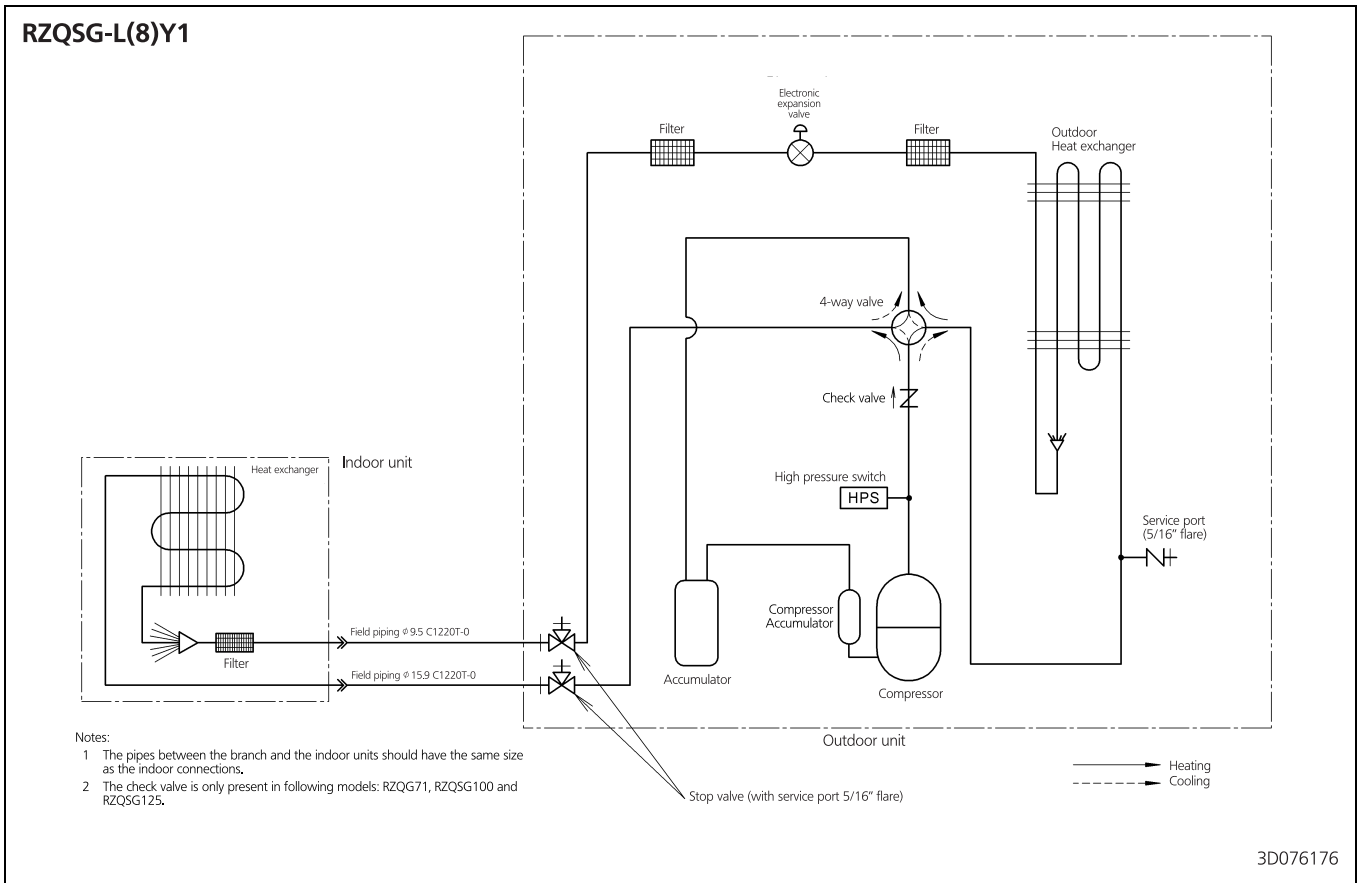 RZQSG-L(8)Y1
Electronic
expansion
valve
Filter
Filter
Outdoor
Heat exchanger
4-way valve
Check valve
High pressure switch
HPS
Service port
(5/16" flare)
Heat exchanger
Indoor unit
Compressor
Accumulator
Field piping ϕ 9.5 C1220T-0
Filter
Field piping ϕ 15.9 C1220T-0
Accumulator
Compressor
Outdoor unit
Notes:
1 The pipes between the branch and the indoor units should have the same size
as the indoor connections.
2 The check valve is only present in following models: RZQG71, RZQSG100 and
RZQSG125.
Stop valve (with service port 5/16" flare)
Heating
Cooling
3D076176